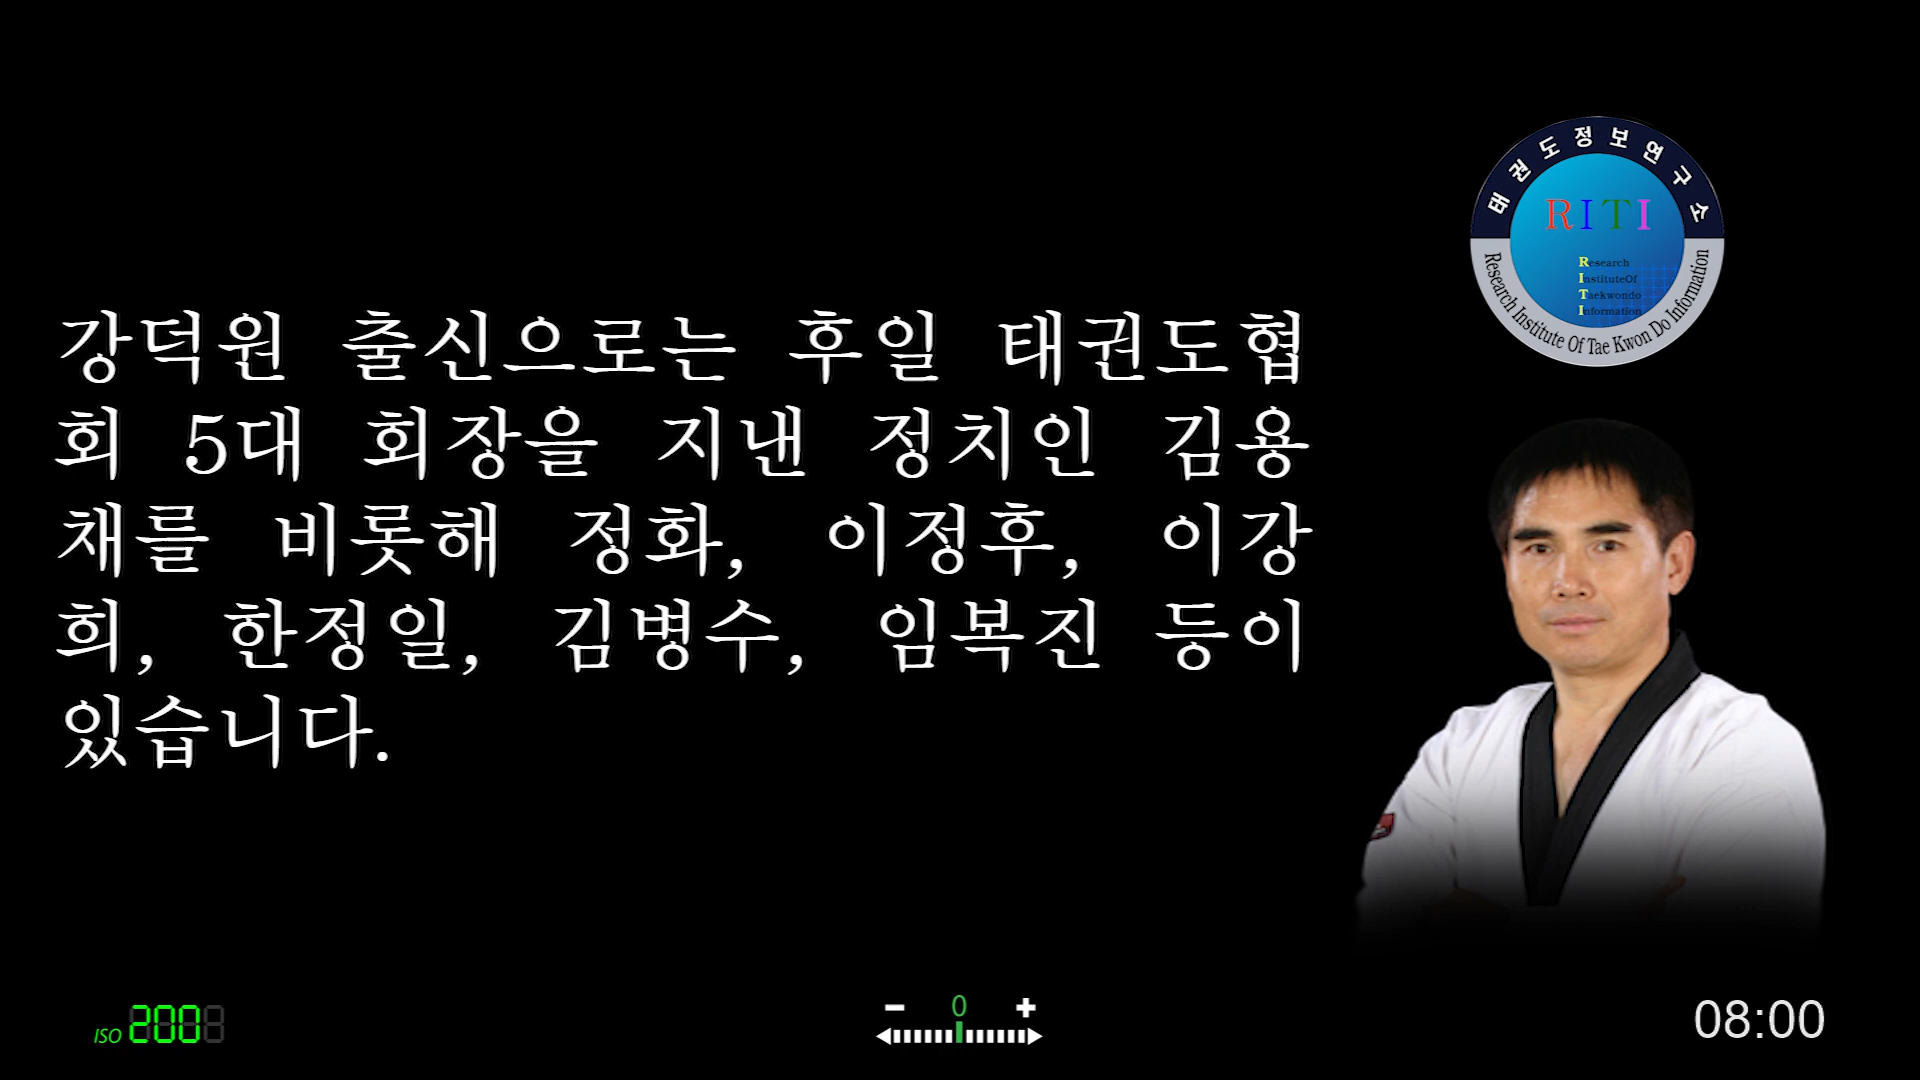 태권도정보연구소
RITI
Research
InstituteOf
Taekwondo
Information
Research Institute Of Tae Kwon Do Information
강덕원 출신으로는 후일 태권도협
회 5대 회장을 지낸 정치인 김용
채를 비롯해 정화, 이정후, 이강
희, 한정일, 김병수, 임복진 등이
있습니다.
ISO 200
- 0 +
08:00